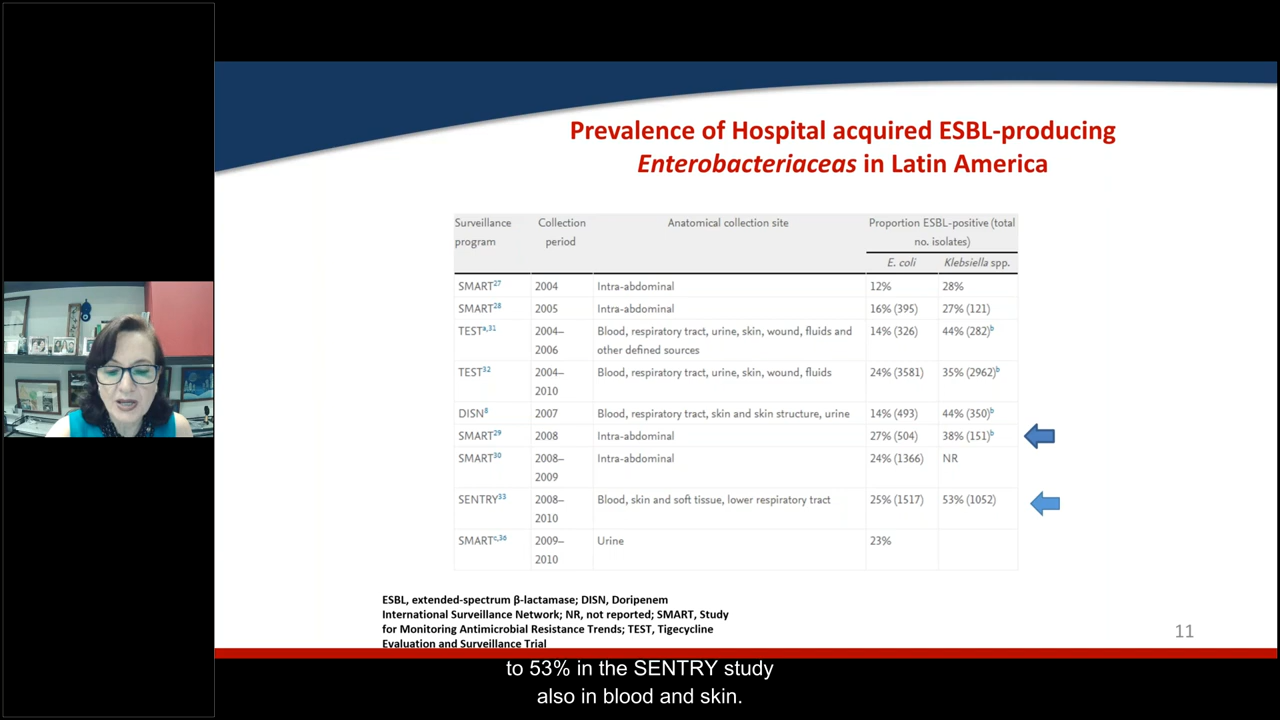 Prevalence of Hospital acquired ESBL-producing
Enterobacteriaceas in Latin America
Surveillance program Collection period Anatomical collection site Proportion ESBL-positive (total no. isolates)
E. coli Klebsiella spp.
SMART27 2004 Intra-abdominal 12% 28%
SMART28 2005 Intra-abdominal 16% (395) 27% (121)
TESTa,31 2004– Blood, respiratory tract, urine, skin, wound, fluids and 14% (326) 44% (282)b
2006 other defined sources
TEST32 2004– Blood, respiratory tract, urine, skin, wound, fluids 24% (3581) 35% (2962)b
2010
DISN8 2007 Blood, respiratory tract, skin and skin structure, urine 14% (493) 44% (350)b
SMART29 2008 Intra-abdominal 27% (504) 38% (151)b
SMART30 2008– Intra-abdominal 24% (1366) NR
2009
SENTRY33 2008– Blood, skin and soft tissue, lower respiratory tract 25% (1517) 53% (1052)
2010
SMARTc,36 2009– Urine 23%
2010
ESBL, extended-spectrum β-lactamase; DISN, Doripenem
International Surveillance Network; NR, not reported; SMART, Study
for Monitoring Antimicrobial Resistance Trends; TEST, Tigecycline
Evaluation and Surveillance Trial
11
to 53% in the SENTRY study
also in blood and skin.